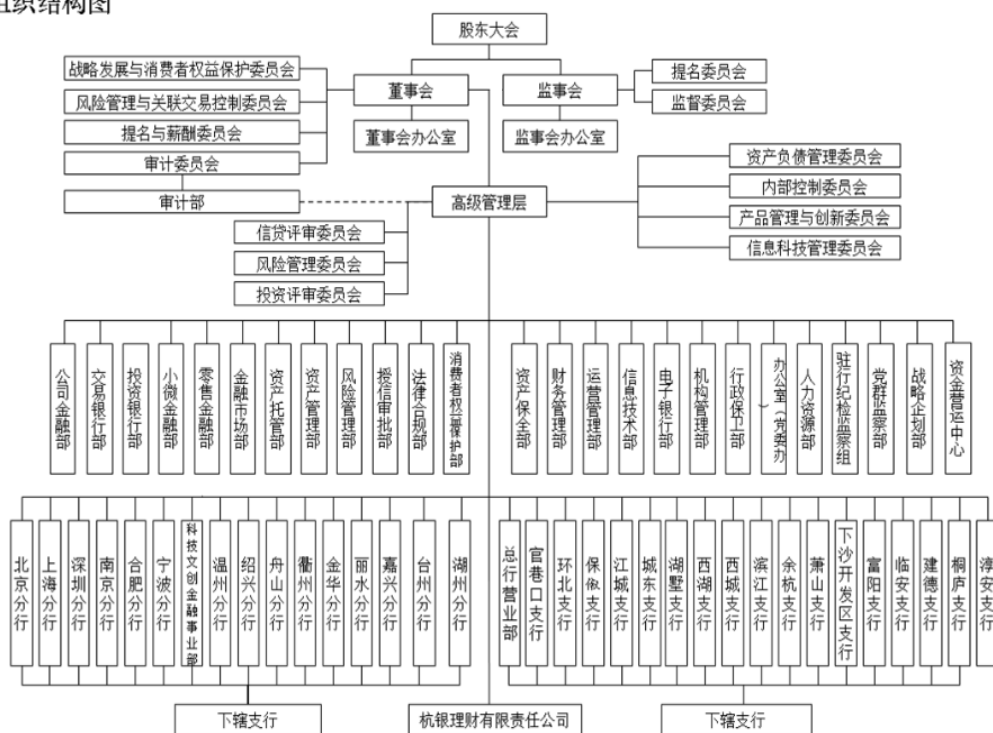 组织结构图
股东大会
战略发展与消费者权益保护委员会
风险管理与关联交易控制委员会
提名与薪酬委员会
审计委员会
审计部
董事会
董事会办公室
监事会
监事会办公室
提名委员会
监督委员会
高级管理层
资产负债管理委员会
内部控制委员会
产品管理与创新委员会
信息科技管理委员会
信贷评审委员会
风险管理委员会
投资评审委员会
公司金融部
交易银行部
投资银行部
小微金融部
零售金融部
金融市场部
资产托管部
资产管理部
风险管理部
授信审批部
法律合规部
消费者权益保护部
资产保全部
财务管理部
运营管理部
信息技术部
电子银行部
机构管理部
行政保卫部
办公室（党委办）
人力资源部
驻行纪检监察组
党群监察部
战略企划部
资金营运中心
北京分行
上海分行
深圳分行
南京分行
合肥分行
宁波分行
科技文创金融事业部
温州分行
绍兴分行
舟山分行
衢州分行
金华分行
丽水分行
嘉兴分行
台州分行
湖州分行
总行营业部
官巷口支行
环北支行
保俶支行
江城支行
城东支行
湖墅支行
西湖支行
西城支行
滨江支行
余杭支行
萧山支行
下沙开发区支行
富阳支行
临安支行
建德支行
桐庐支行
淳安支行
下辖支行
杭银理财有限责任公司
下辖支行